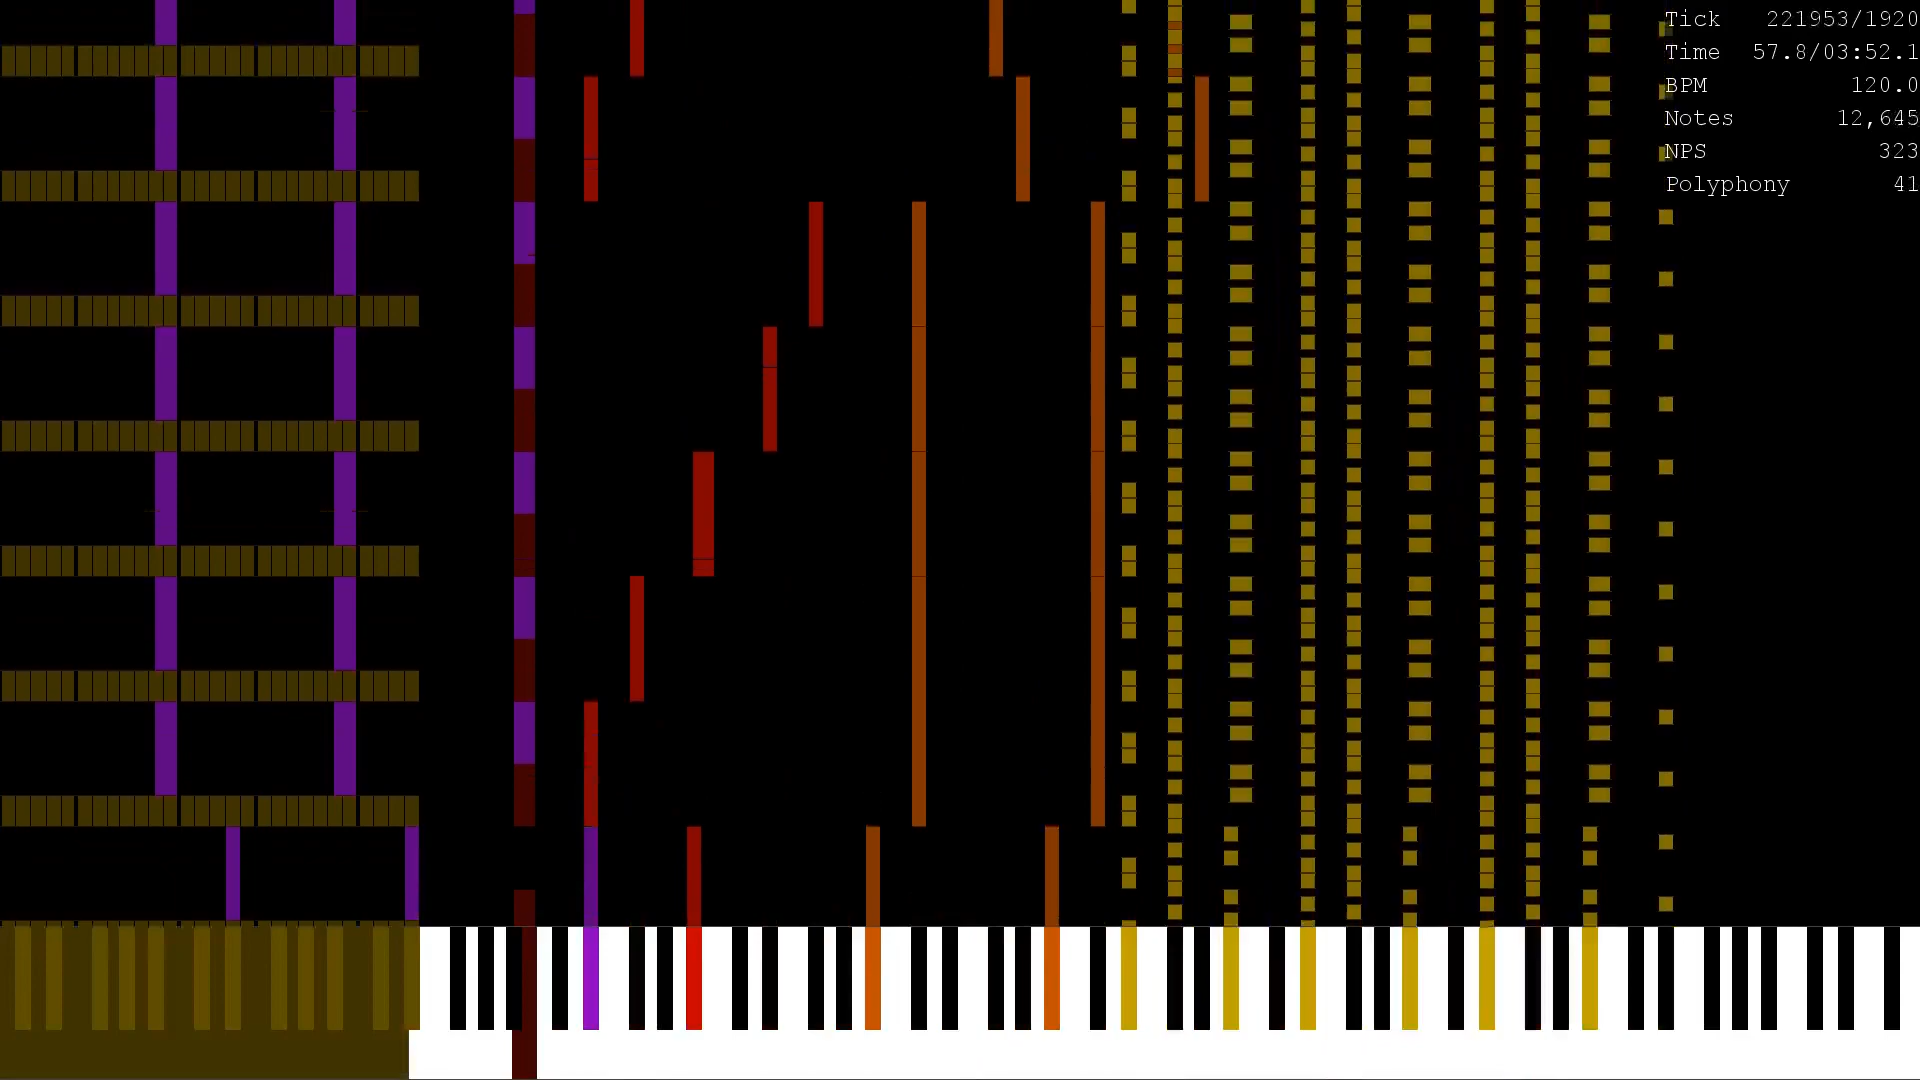 Tick 221953/1920
Time 57.8/03:52.1
BPM 120.0
Notes 12,645
NPS 323
Polyphony 41